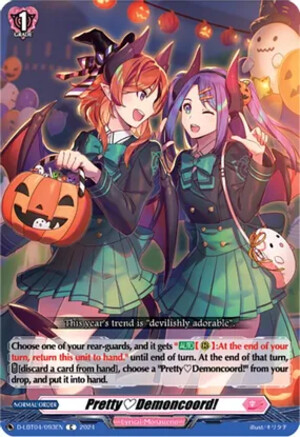 1
GRADE
This year's trend is "devilishly adorable".
Choose one of your rear-guards, and it gets "AUTO [R]:At the end of your
turn, return this unit to hand." until end of turn. At the end of that turn,
[discard a card from hand], choose a "Pretty♡Demoncoord!" from your
drop, and put it into hand.
NORMAL ORDER
Pretty♡Demoncoord!
D-LBT04/093EN C 2021
Lyrical Monasterio